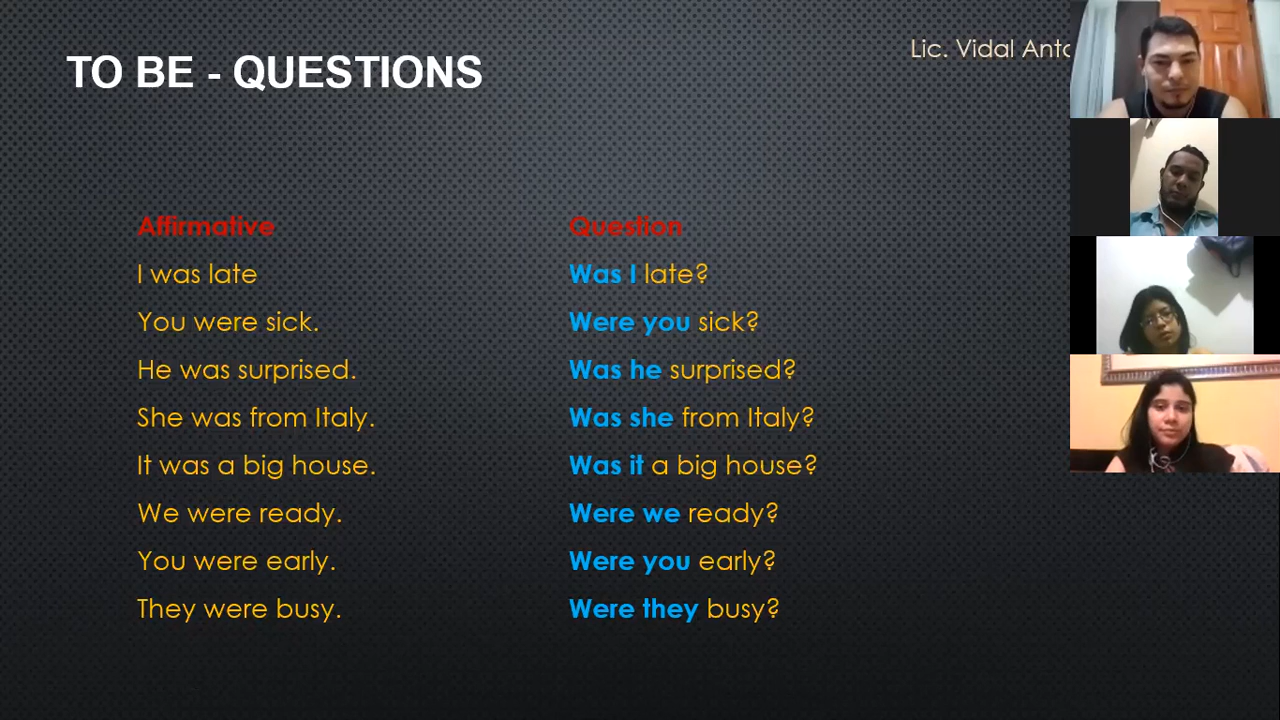 TO BE - QUESTIONS
Lic. Vidal
Affirmative
Question
I was late
Was I late?
You were sick.
Were you sick?
He was surprised.
Was he surprised?
She was from Italy.
Was she from Italy?
It was a big house.
Was it a big house?
We were ready.
Were we ready?
You were early.
Were you early?
They were busy.
Were they busy?